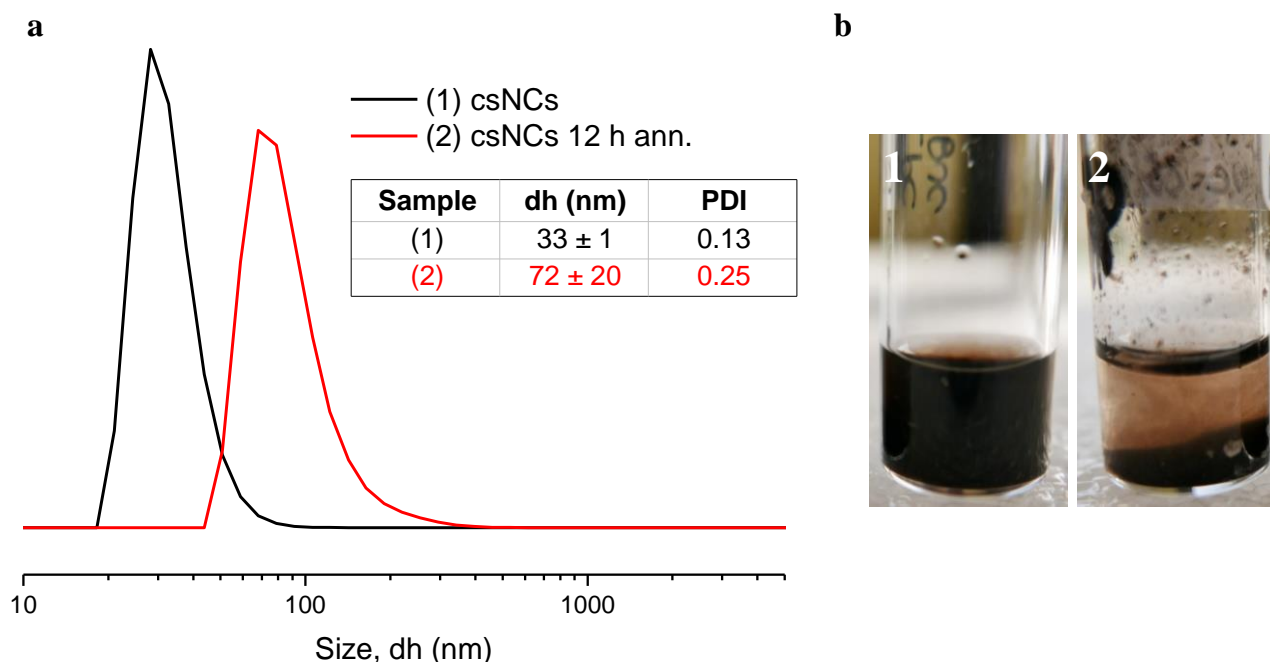 a
b
(1) csNCs
(2) csNCs 12 h ann.
Sample dh (nm) PDI
(1) 33 ± 1 0.13
(2) 72 ± 20 0.25
1 2
10 100 1000
Size, dh (nm)